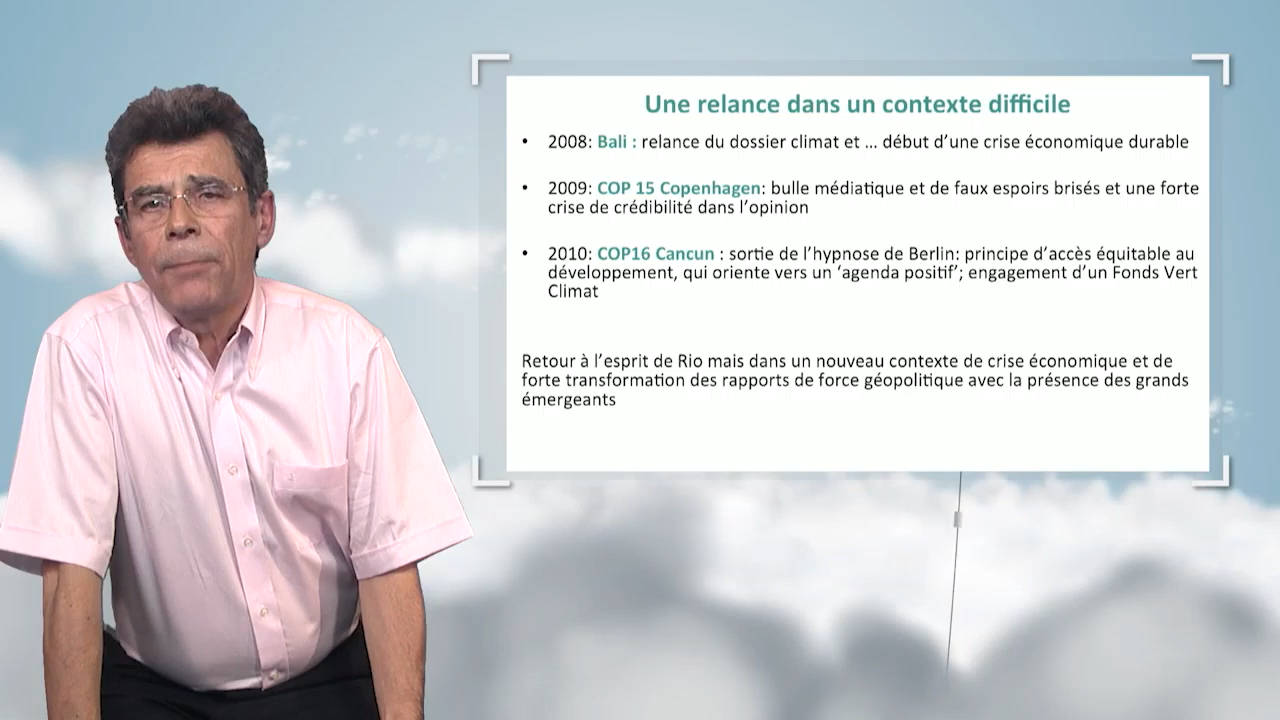 Une relance dans un contexte difficile
• 2008: Bali : relance du dossier climat et ... début d'une crise économique durable
• 2009: COP 15 Copenhagen: bulle médiatique et de faux espoirs brisés et une forte
crise de crédibilité dans l'opinion
• 2010: COP16 Cancun : sortie de l'hypnose de Berlin: principe d'accès équitable au
développement, qui oriente vers un 'agenda positif'; engagement d'un Fonds Vert
Climat
Retour à l'esprit de Rio mais dans un nouveau contexte de crise économique et de
forte transformation des rapports de force géopolitique avec la présence des grands
émergeants